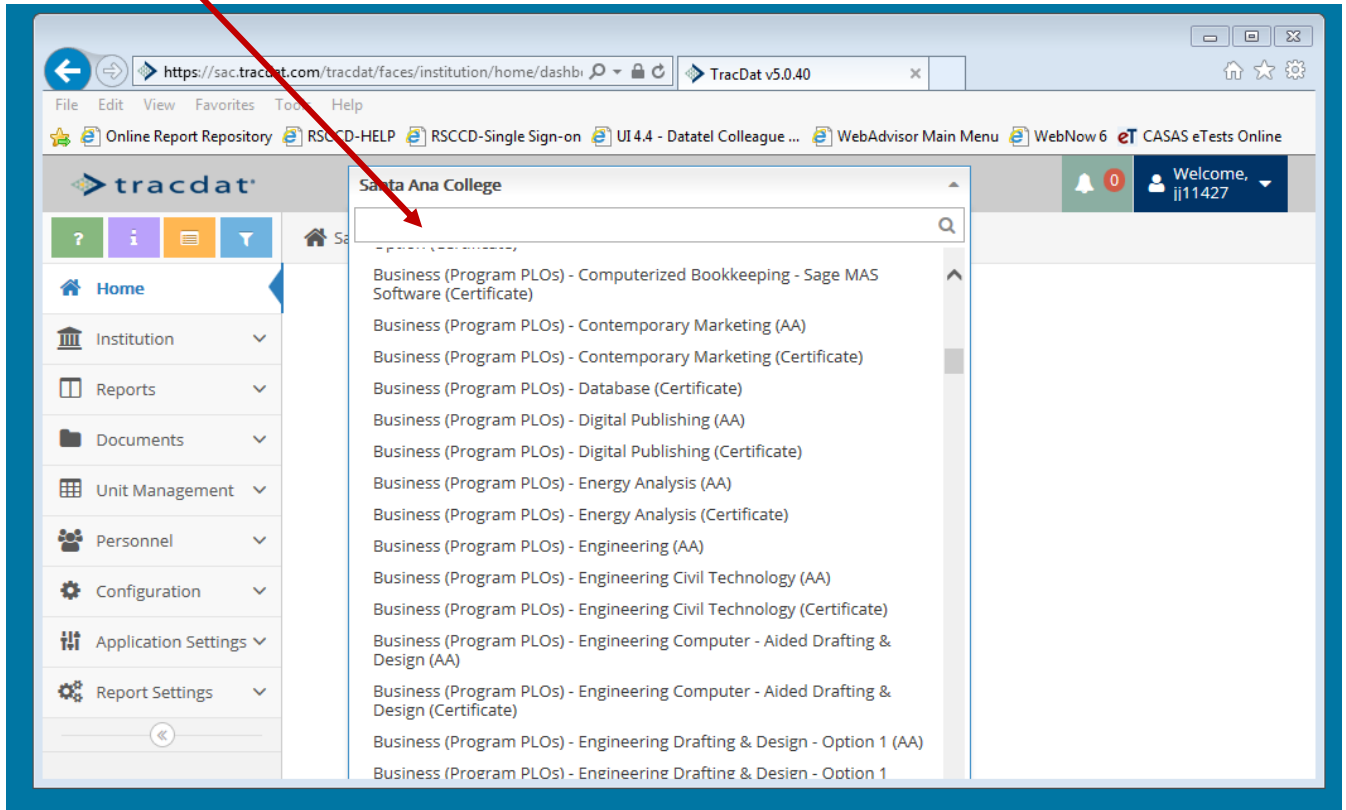 https://sac.tracdat.com/tracdat/faces/institution/home/dashb
TracDat v5.0.40
File Edit View Favorites Tools Help
Online Report Repository RSCCD-HELP RSCCD-Single Sign-on UI 4.4 - Datatel Colleague ... WebAdvisor Main Menu WebNow 6 eT CASAS eTests Online
tracdat
Santa Ana College
0
Welcome,
jj11427
? i
Option (Certificate)
Business (Program PLOs) - Computerized Bookkeeping - Sage MAS
Software (Certificate)
Home
Business (Program PLOs) - Contemporary Marketing (AA)
Institution
Business (Program PLOs) - Contemporary Marketing (Certificate)
Reports
Business (Program PLOs) - Database (Certificate)
Business (Program PLOs) - Digital Publishing (AA)
Documents
Business (Program PLOs) - Digital Publishing (Certificate)
Unit Management
Business (Program PLOs) - Energy Analysis (AA)
Business (Program PLOs) - Energy Analysis (Certificate)
Personnel
Business (Program PLOs) - Engineering (AA)
Business (Program PLOs) - Engineering Civil Technology (AA)
Configuration
Business (Program PLOs) - Engineering Civil Technology (Certificate)
Application Settings
Business (Program PLOs) - Engineering Computer - Aided Drafting &
Design (AA)
Report Settings
Business (Program PLOs) - Engineering Computer - Aided Drafting &
Design (Certificate)
Business (Program PLOs) - Engineering Drafting & Design - Option 1 (AA)
Business (Program PLOs) - Engineering Drafting & Design - Option 1